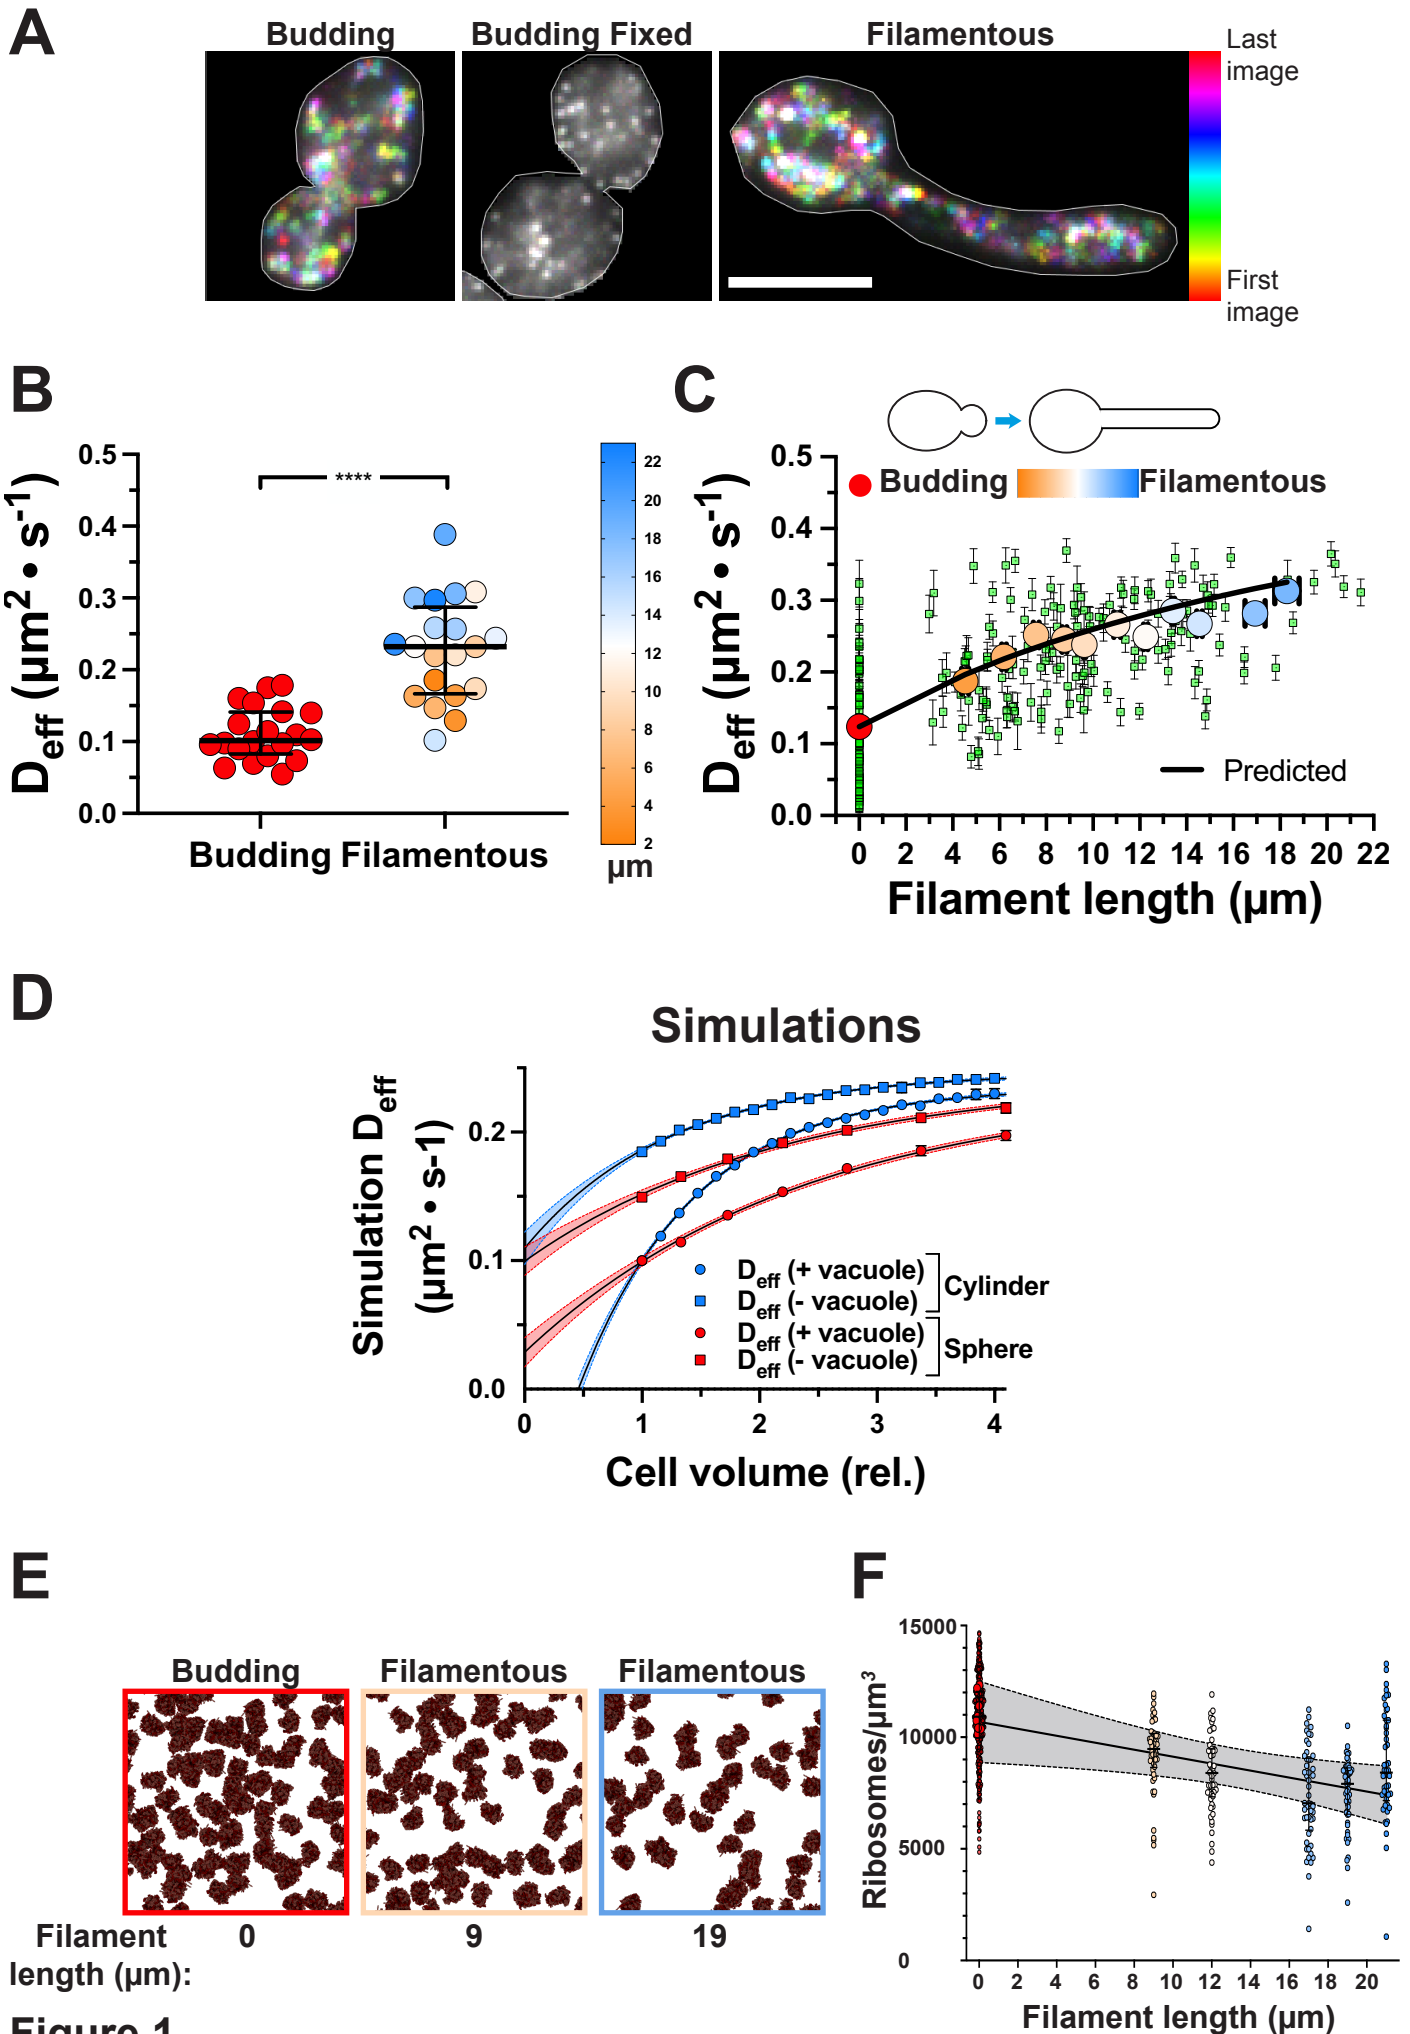 A
Budding
Budding Fixed
Filamentous
Last
image
First
image
B
Deff (µm2 • s-1)
0.5
0.4
0.3
0.2
0.1
0.0
****
Budding Filamentous
22
20
18
16
14
12
10
8
6
4
2
µm
C
Deff (µm2 • s-1)
0.5
0.4
0.3
0.2
0.1
0.0
Budding
Filamentous
Predicted
0 2 4 6 8 10 12 14 16 18 20 22
Filament length (µm)
D
Simulations
Simulation Deff
(µm2 • s-1)
0.2
0.1
0.0
Deff (+ vacuole)
Deff (- vacuole)
Cylinder
Deff (+ vacuole)
Deff (- vacuole)
Sphere
0 1 2 3 4
Cell volume (rel.)
E
Budding
Filamentous
Filamentous
Filament
length (µm):
0
9
19
F
Ribosomes/µm3
15000
10000
5000
0
0 2 4 6 8 10 12 14 16 18 20
Filament length (µm)
Figure 1